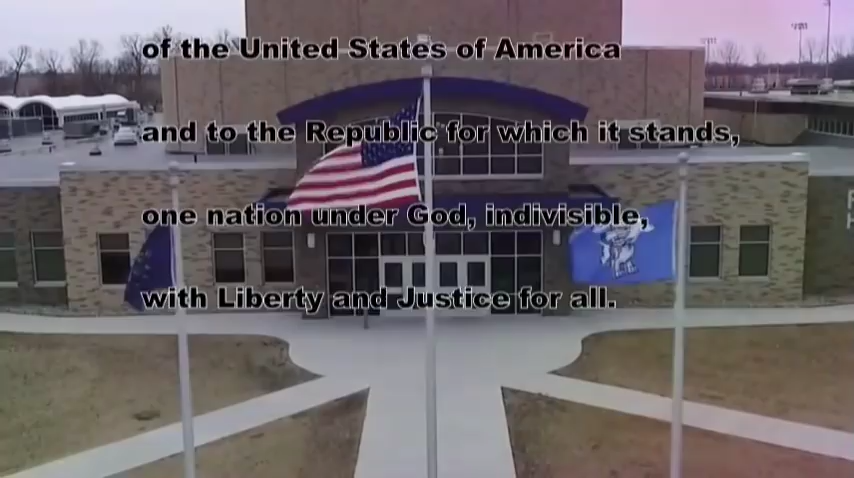 of the United States of America
and to the Republic for which it stands,
one nation under God, indivisible,
with Liberty and Justice for all.